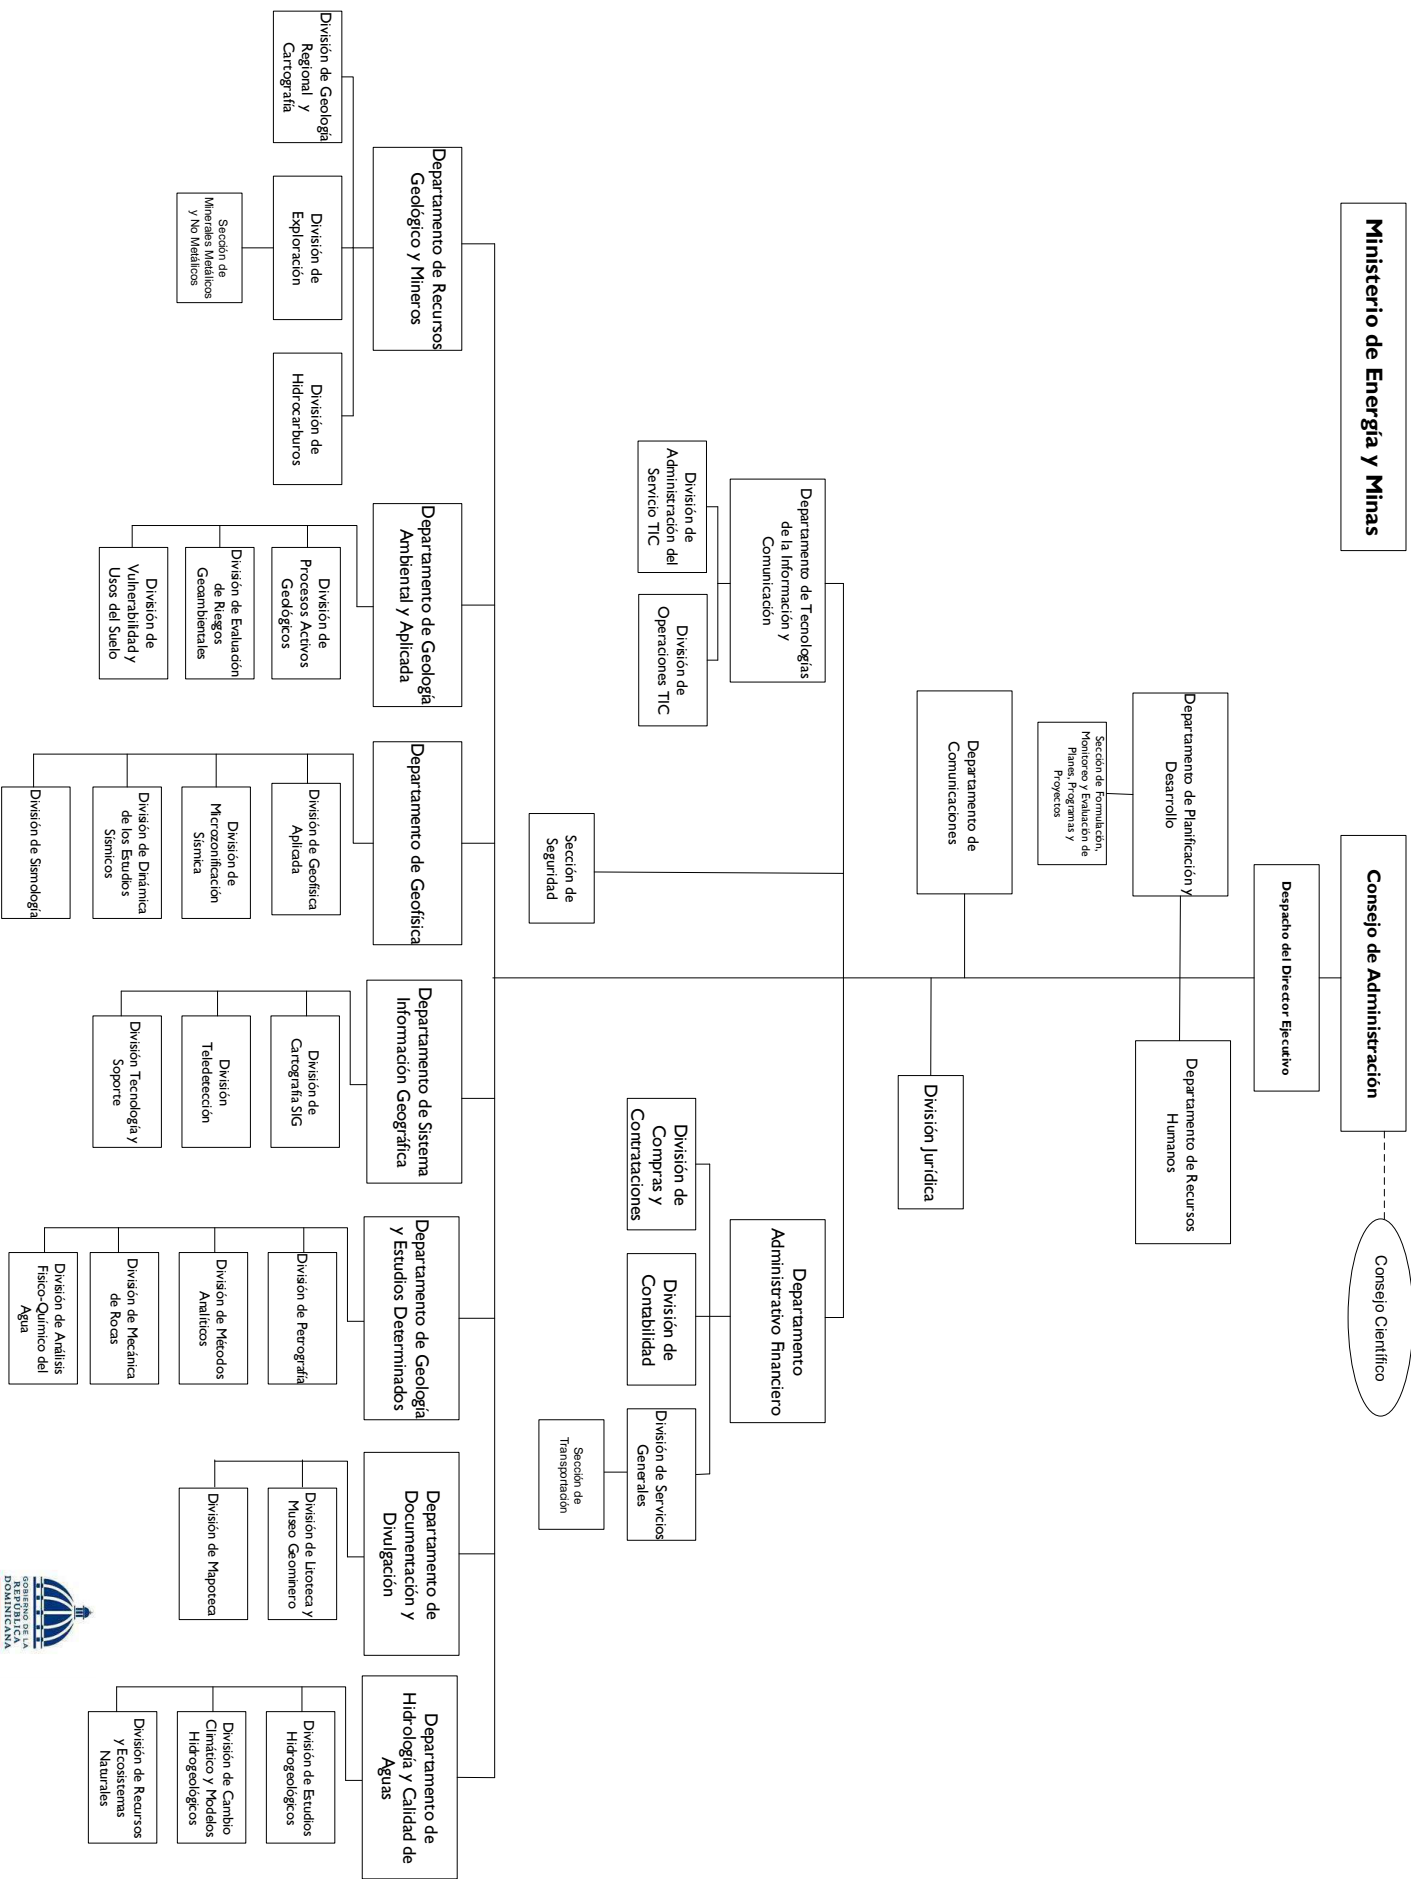 Ministerio de Energía y Minas
Consejo de Administración
Consejo Científico
Despacho del Director Ejecutivo
Departamento de Planificación y
Desarrollo
Departamento de Recursos
Humanos
Sección de Formulación,
Monitoreo y Evaluación de
Planes, Programas y
Proyectos
Departamento de
Comunicaciones
División Jurídica
Departamento de Tecnologías
de la Información y
Comunicación
Departamento
Administrativo Financiero
División de
Administración del
Servicio TIC
División de
Operaciones TIC
División de
Compras y
Contrataciones
División de
Contabilidad
División de Servicios
Generales
Sección de
Seguridad
Sección de
Transportación
Departamento de Recursos
Geológico y Mineros
Departamento de Geología
Ambiental y Aplicada
Departamento de Geofísica
Departamento de Sistema
Información Geográfica
Departamento de Geología
y Estudios Determinados
Departamento de
Documentación y
Divulgación
Departamento de
Hidrología y Calidad de
Aguas
División de Geología
Regional y
Cartografía
División de
Exploración
División de
Hidrocarburos
Sección de
Minerales Metálicos
y No Metálicos
División de
Procesos Activos
Geológicos
División de Evaluación
de Riesgos
Geoambientales
División de
Vulnerabilidad y
Usos del Suelo
División de Geofísica
Aplicada
División de
Microzonificación
Sísmica
División de Dinámica
de los Estudios
Sísmicos
División de Sismología
División de
Cartografía SIG
División
Teledetección
División Tecnología y
Soporte
División de Petrografía
División de Métodos
Analíticos
División de Mecánica
de Rocas
División de Análisis
Fisico-Químico del
Agua
División de Litoteca y
Museo Geominero
División de Mapoteca
División de Estudios
Hidrogeológicos
División de Cambio
Climático y Modelos
Hidrogeológicos
División de Recursos
y Ecosistemas
Naturales
GOBIERNO DE LA
REPÚBLICA
DOMINICANA